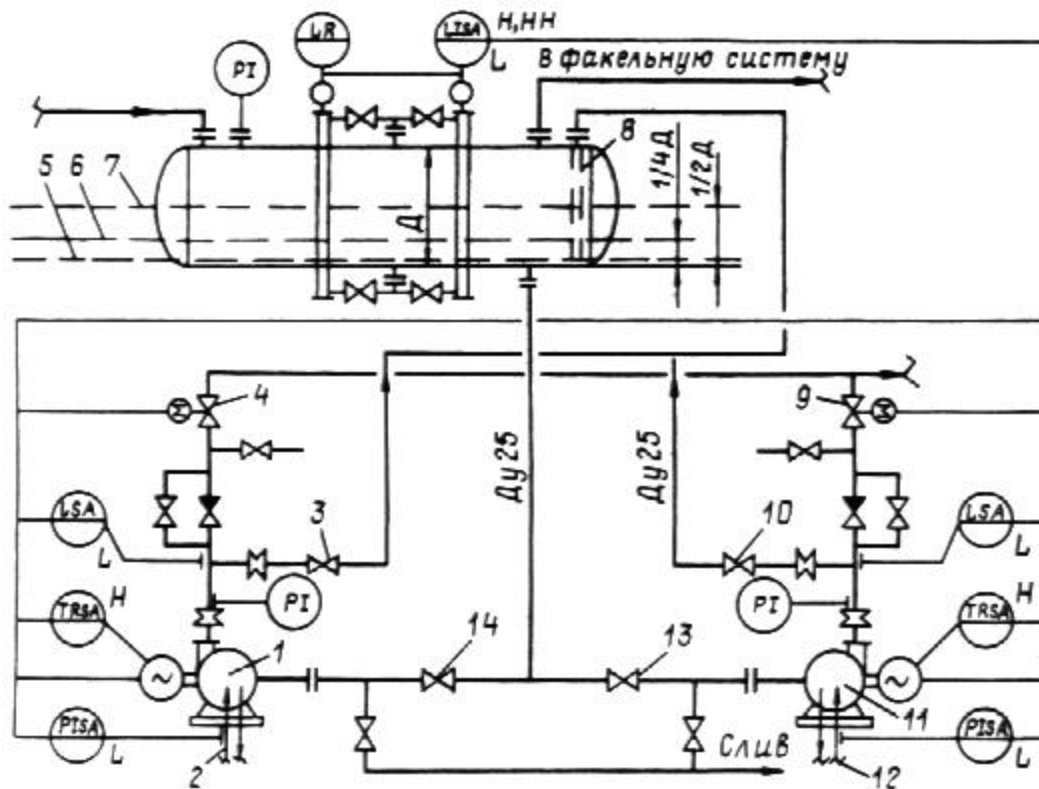 LR
LISA
Н,НН
L
В факельную систему
PI
8
1/4Д
1/2Д
5
6
7
Д
4
9
Ду25
Ду25
LSA
L
3
10
LSA
L
TRSA
H
PI
PI
TRSA
H
1
14
13
11
PISA
L
2
Слив
12
PISA
L